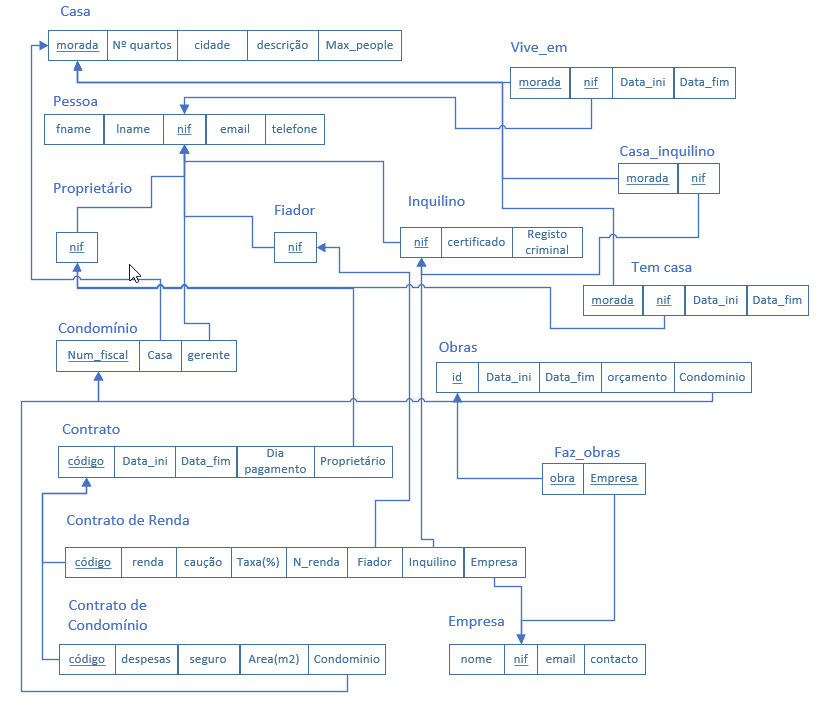 Casa
morada Nº quartos cidade descrição Max_people
Vive_em
morada nif Data_ini Data_fim
Pessoa
fname lname nif email telefone
Casa_inquilino
morada nif
Proprietário
nif
Fiador
nif
Inquilino
nif certificado Registo
criminal
Tem casa
morada nif Data_ini Data_fim
Condomínio
Num_fiscal Casa gerente
Obras
id Data_ini Data_fim orçamento Condominio
Contrato
código Data_ini Data_fim Dia
pagamento Proprietário
Faz_obras
obra Empresa
Contrato de Renda
código renda caução Taxa(%) N_renda Fiador Inquilino Empresa
Contrato de
Condomínio
código despesas seguro Area(m2) Condominio
Empresa
nome nif email contacto